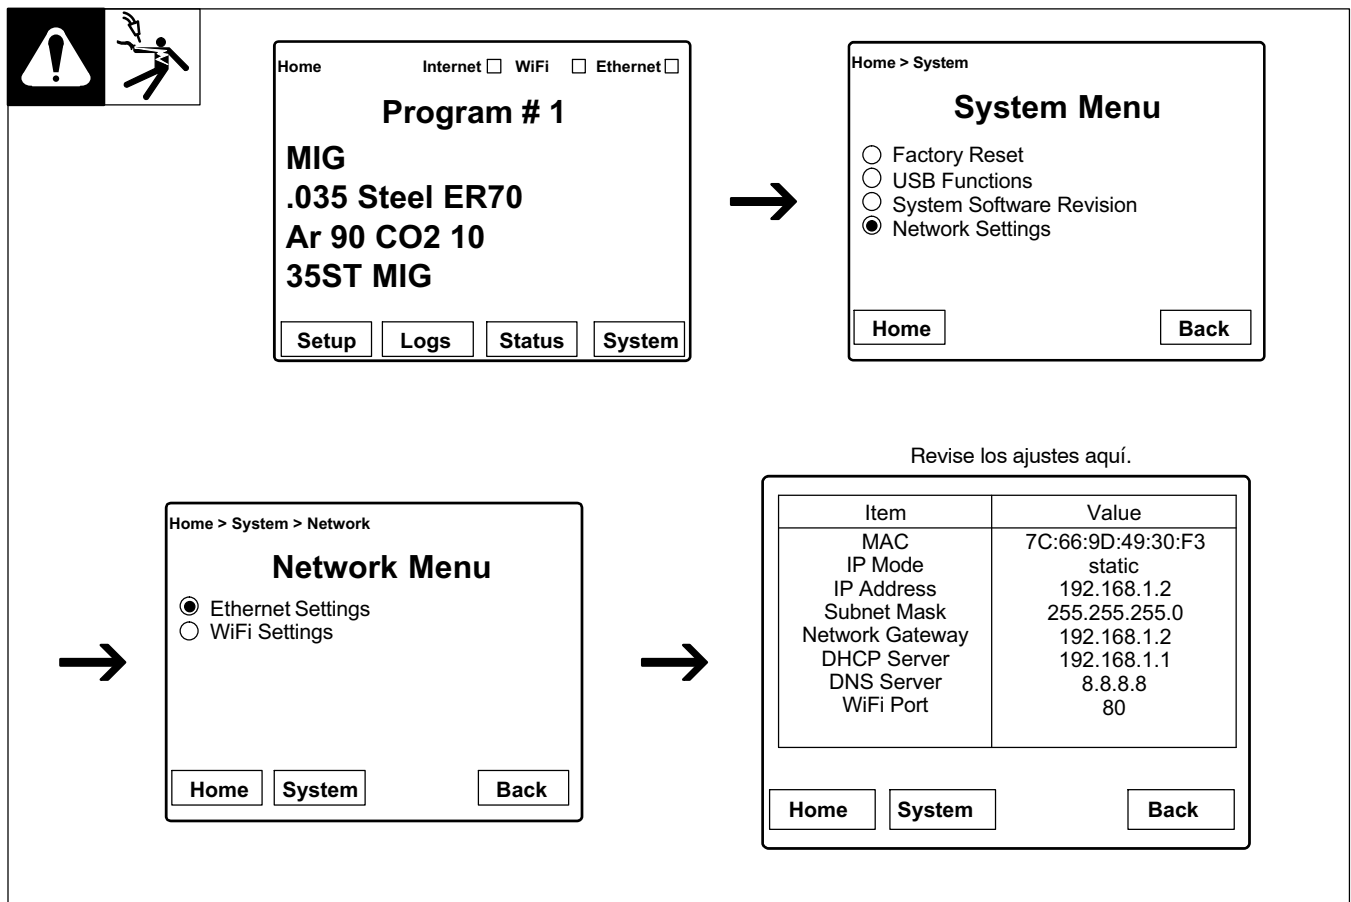 Home Internet WiFi Ethernet
Program # 1
MIG
.035 Steel ER70
Ar 90 CO2 10
35ST MIG
Setup Logs Status System
Home > System
System Menu
Factory Reset
USB Functions
System Software Revision
Network Settings
Home Back
Home > System > Network
Network Menu
Ethernet Settings
WiFi Settings
Home System Back
Revise los ajustes aquí.
Item Value
MAC 7C:66:9D:49:30:F3
IP Mode static
IP Address 192.168.1.2
Subnet Mask 255.255.255.0
Network Gateway 192.168.1.2
DHCP Server 192.168.1.1
DNS Server 8.8.8.8
WiFi Port 80
Home System Back